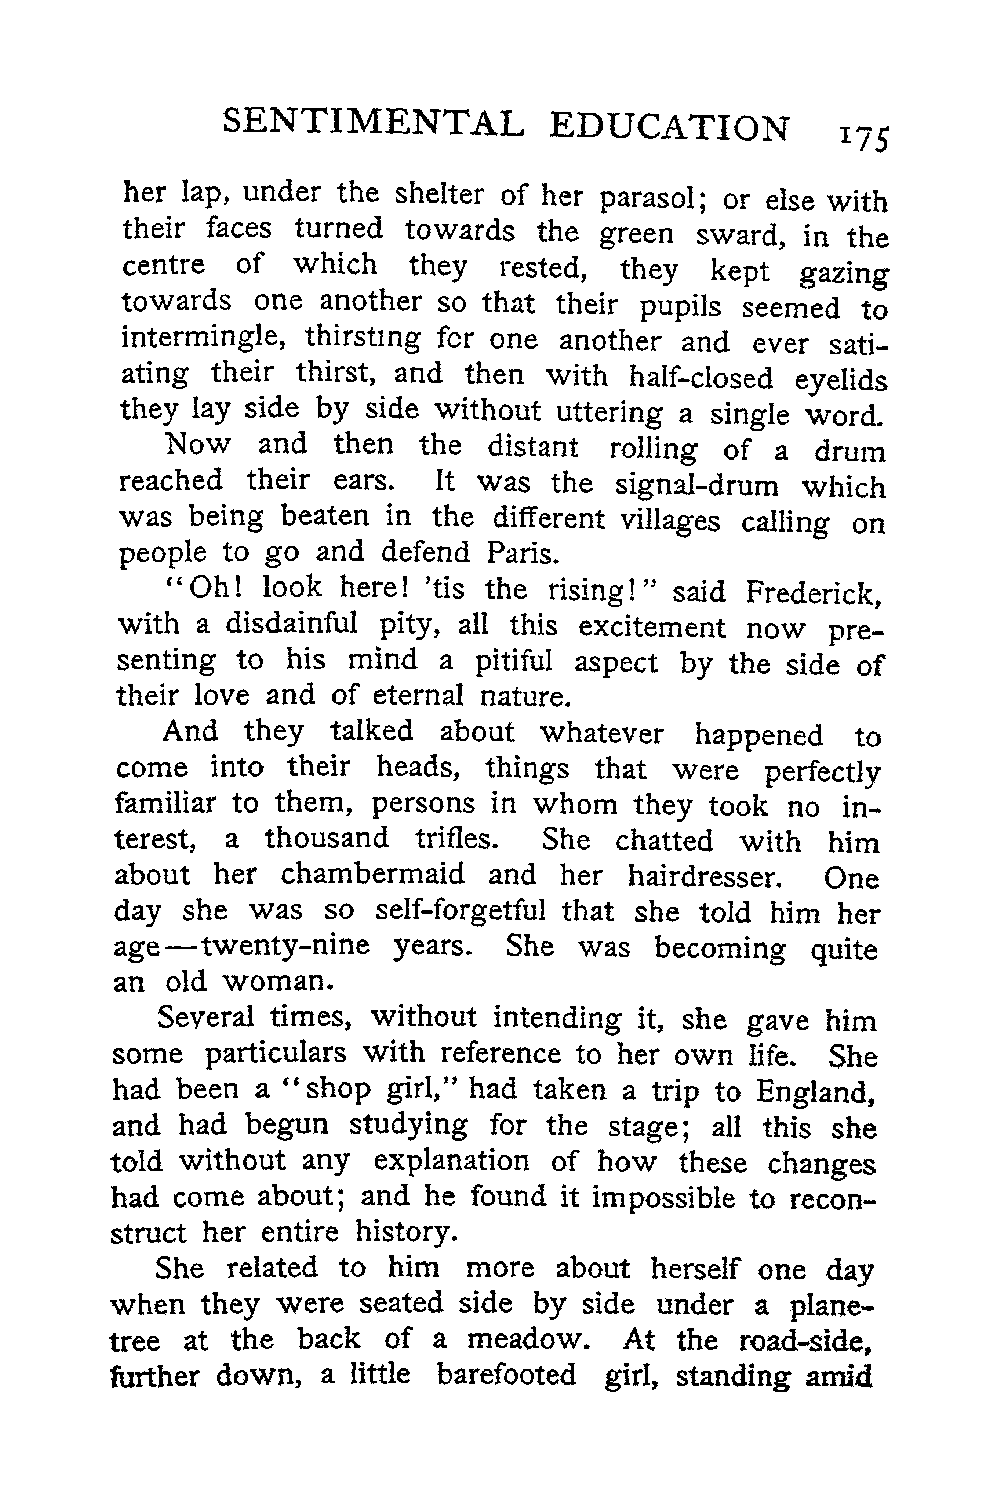 SENTIMENTAL EDUCATION 175
her lap, under the shelter of her parasol; or else with
their faces turned towards the green sward, in the
centre of which they rested, they kept gazing
towards one another so that their pupils seemed to
intermingle, thirsting for one another and ever sati-
ating their thirst, and then with half-closed eyelids
they lay side by side without uttering a single word.
Now and then the distant rolling of a drum
reached their ears. It was the signal-drum which
was being beaten in the different villages calling on
people to go and defend Paris.
"Oh! look here! 'tis the rising!" said Frederick,
with a disdainful pity, all this excitement now pre-
senting to his mind a pitiful aspect by the side of
their love and of eternal nature.
And they talked about whatever happened to
come into their heads, things that were perfectly
familiar to them, persons in whom they took no in-
terest, a thousand trifles. She chatted with him
about her chambermaid and her hairdresser. One
day she was so self-forgetful that she told him her
age—twenty-nine years. She was becoming quite
an old woman.
Several times, without intending it, she gave him
some particulars with reference to her own life. She
had been a "shop girl," had taken a trip to England,
and had begun studying for the stage; all this she
told without any explanation of how these changes
had come about; and he found it impossible to recon-
struct her entire history.
She related to him more about herself one day
when they were seated side by side under a plane-
tree at the back of a meadow. At the road-side,
further down, a little barefooted girl, standing amid